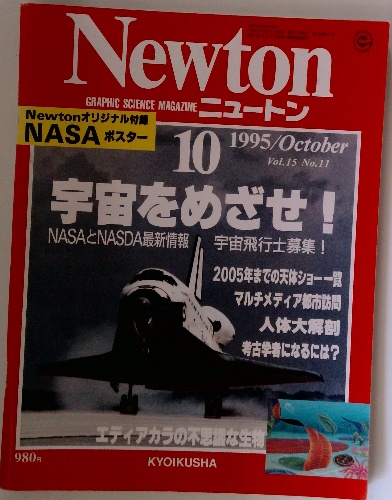 Newton
GRAPHIC SCIENCE MAGAZINE ニュートン
Newtonオリジナル付録
NASA ポスター
10 1995/October
Vol.15 No.11
宇宙をめざせ!
NASAとNASDA最新情報 宇宙飛行士募集!
2005年までの天体ショー一覧
マルチメディア都市訪問
人体大解剖
考古学者になるには?
エディアカラの不思議な生物
980円
KYOIKUSHA